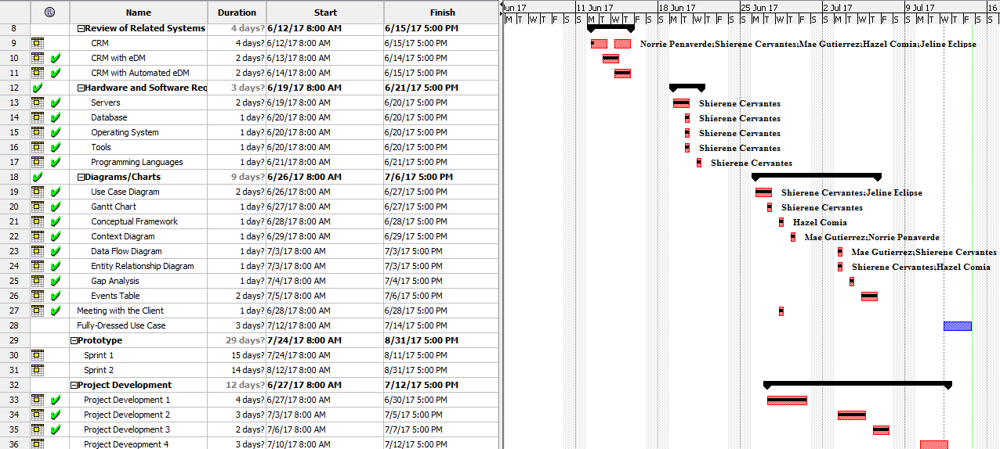 Name Duration Start Finish
un 17 11 Jun 17 18 Jun 17 25 Jun 17 2 Jul 17 9 Jul 17 16
M T W T F S S M T W T F S S M T W T F S S M T W T F S S M T W T F S S M T W T F S S
8 Review of Related Systems 4 days? 6/12/17 8:00 AM 6/15/17 5:00 PM
9 CRM 4 days? 6/12/17 8:00 AM 6/15/17 5:00 PM Norrie Penaverde;Shierene Cervantes;Mae Gutierrez;Hazel Comia;Jeline Eclipse
10 CRM with eDM 2 days? 6/13/17 8:00 AM 6/14/17 5:00 PM
11 CRM with Automated eDM 2 days? 6/14/17 8:00 AM 6/15/17 5:00 PM
12 Hardware and Software Req 3 days? 6/19/17 8:00 AM 6/21/17 5:00 PM
13 Servers 2 days? 6/19/17 8:00 AM 6/20/17 5:00 PM Shierene Cervantes
14 Database 1 day? 6/20/17 8:00 AM 6/20/17 5:00 PM Shierene Cervantes
15 Operating System 1 day? 6/20/17 8:00 AM 6/20/17 5:00 PM Shierene Cervantes
16 Tools 1 day? 6/20/17 8:00 AM 6/20/17 5:00 PM Shierene Cervantes
17 Programming Languages 1 day? 6/21/17 8:00 AM 6/21/17 5:00 PM Shierene Cervantes
18 Diagrams/Charts 9 days? 6/26/17 8:00 AM 7/6/17 5:00 PM
19 Use Case Diagram 2 days? 6/26/17 8:00 AM 6/27/17 5:00 PM Shierene Cervantes;Jeline Eclipse
20 Gantt Chart 1 day? 6/27/17 8:00 AM 6/27/17 5:00 PM Shierene Cervantes
21 Conceptual Framework 1 day? 6/28/17 8:00 AM 6/28/17 5:00 PM Hazel Comia
22 Context Diagram 1 day? 6/29/17 8:00 AM 6/29/17 5:00 PM Mae Gutierrez;Norrie Penaverde
23 Data Flow Diagram 1 day? 7/3/17 8:00 AM 7/3/17 5:00 PM Mae Gutierrez;Shierene Cervantes
24 Entity Relationship Diagram 1 day? 7/3/17 8:00 AM 7/3/17 5:00 PM Shierene Cervantes;Hazel Comia
25 Gap Analysis 1 day? 7/4/17 8:00 AM 7/4/17 5:00 PM
26 Events Table 2 days? 7/5/17 8:00 AM 7/6/17 5:00 PM
27 Meeting with the Client 1 day? 6/28/17 8:00 AM 6/28/17 5:00 PM
28 Fully-Dressed Use Case 3 days? 7/12/17 8:00 AM 7/14/17 5:00 PM
29 Prototype 29 days? 7/24/17 8:00 AM 8/31/17 5:00 PM
30 Sprint 1 15 days? 7/24/17 8:00 AM 8/11/17 5:00 PM
31 Sprint 2 14 days? 8/12/17 8:00 AM 8/31/17 5:00 PM
32 Project Development 12 days? 6/27/17 8:00 AM 7/12/17 5:00 PM
33 Project Development 1 4 days? 6/27/17 8:00 AM 6/30/17 5:00 PM
34 Project Development 2 3 days? 7/3/17 8:00 AM 7/5/17 5:00 PM
35 Project Development 3 2 days? 7/6/17 8:00 AM 7/7/17 5:00 PM
36 Project Deveopment 4 3 days? 7/10/17 8:00 AM 7/12/17 5:00 PM